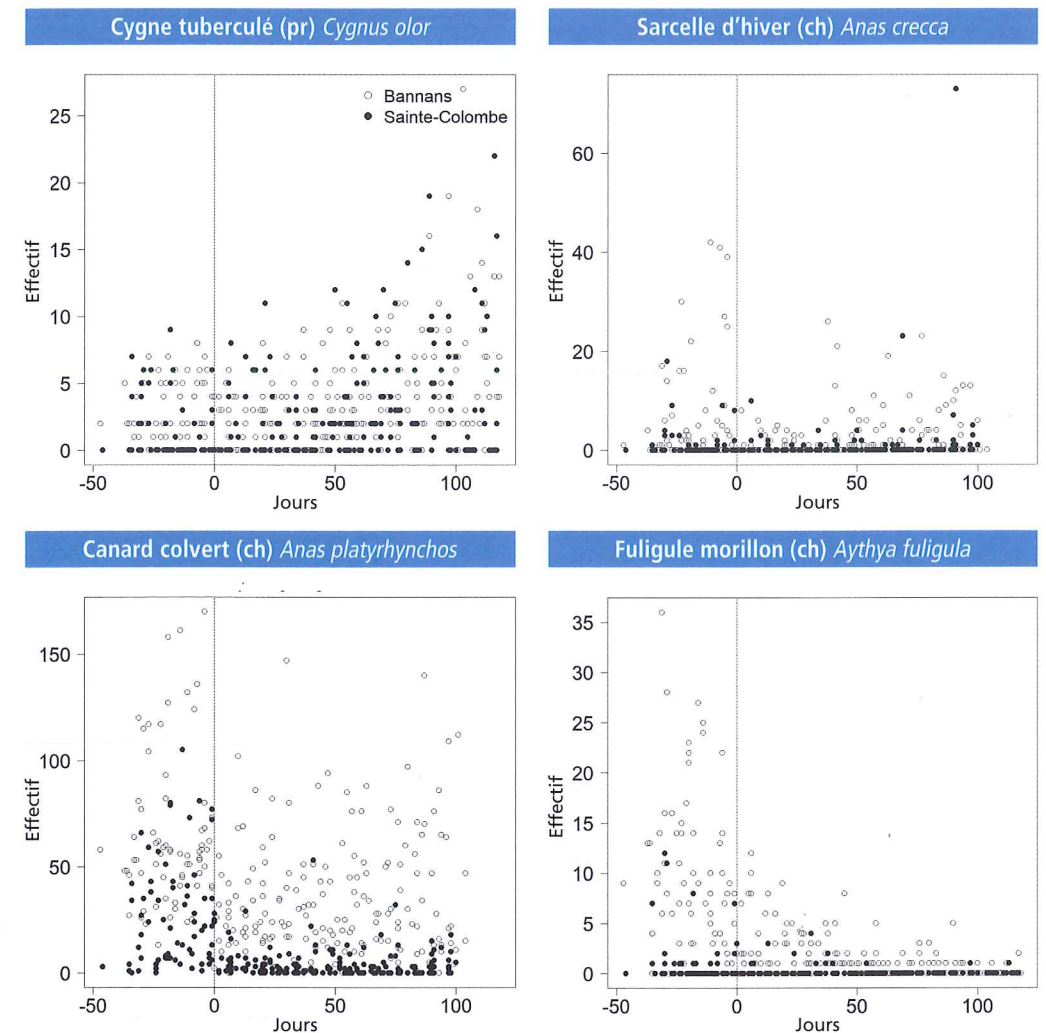 Cygne tuberculé (pr) Cygnus olor
Effectif
25
20
15
10
5
0
Bannans
Sainte-Colombe
-50 0 50 100
Jours
Sarcelle d'hiver (ch) Anas crecca
Effectif
60
40
20
0
-50 0 50 100
Jours
Canard colvert (ch) Anas platyrhynchos
Effectif
150
100
50
0
-50 0 50 100
Jours
Fuligule morillon (ch) Aythya fuligula
Effectif
35
30
25
20
15
10
5
0
-50 0 50 100
Jours